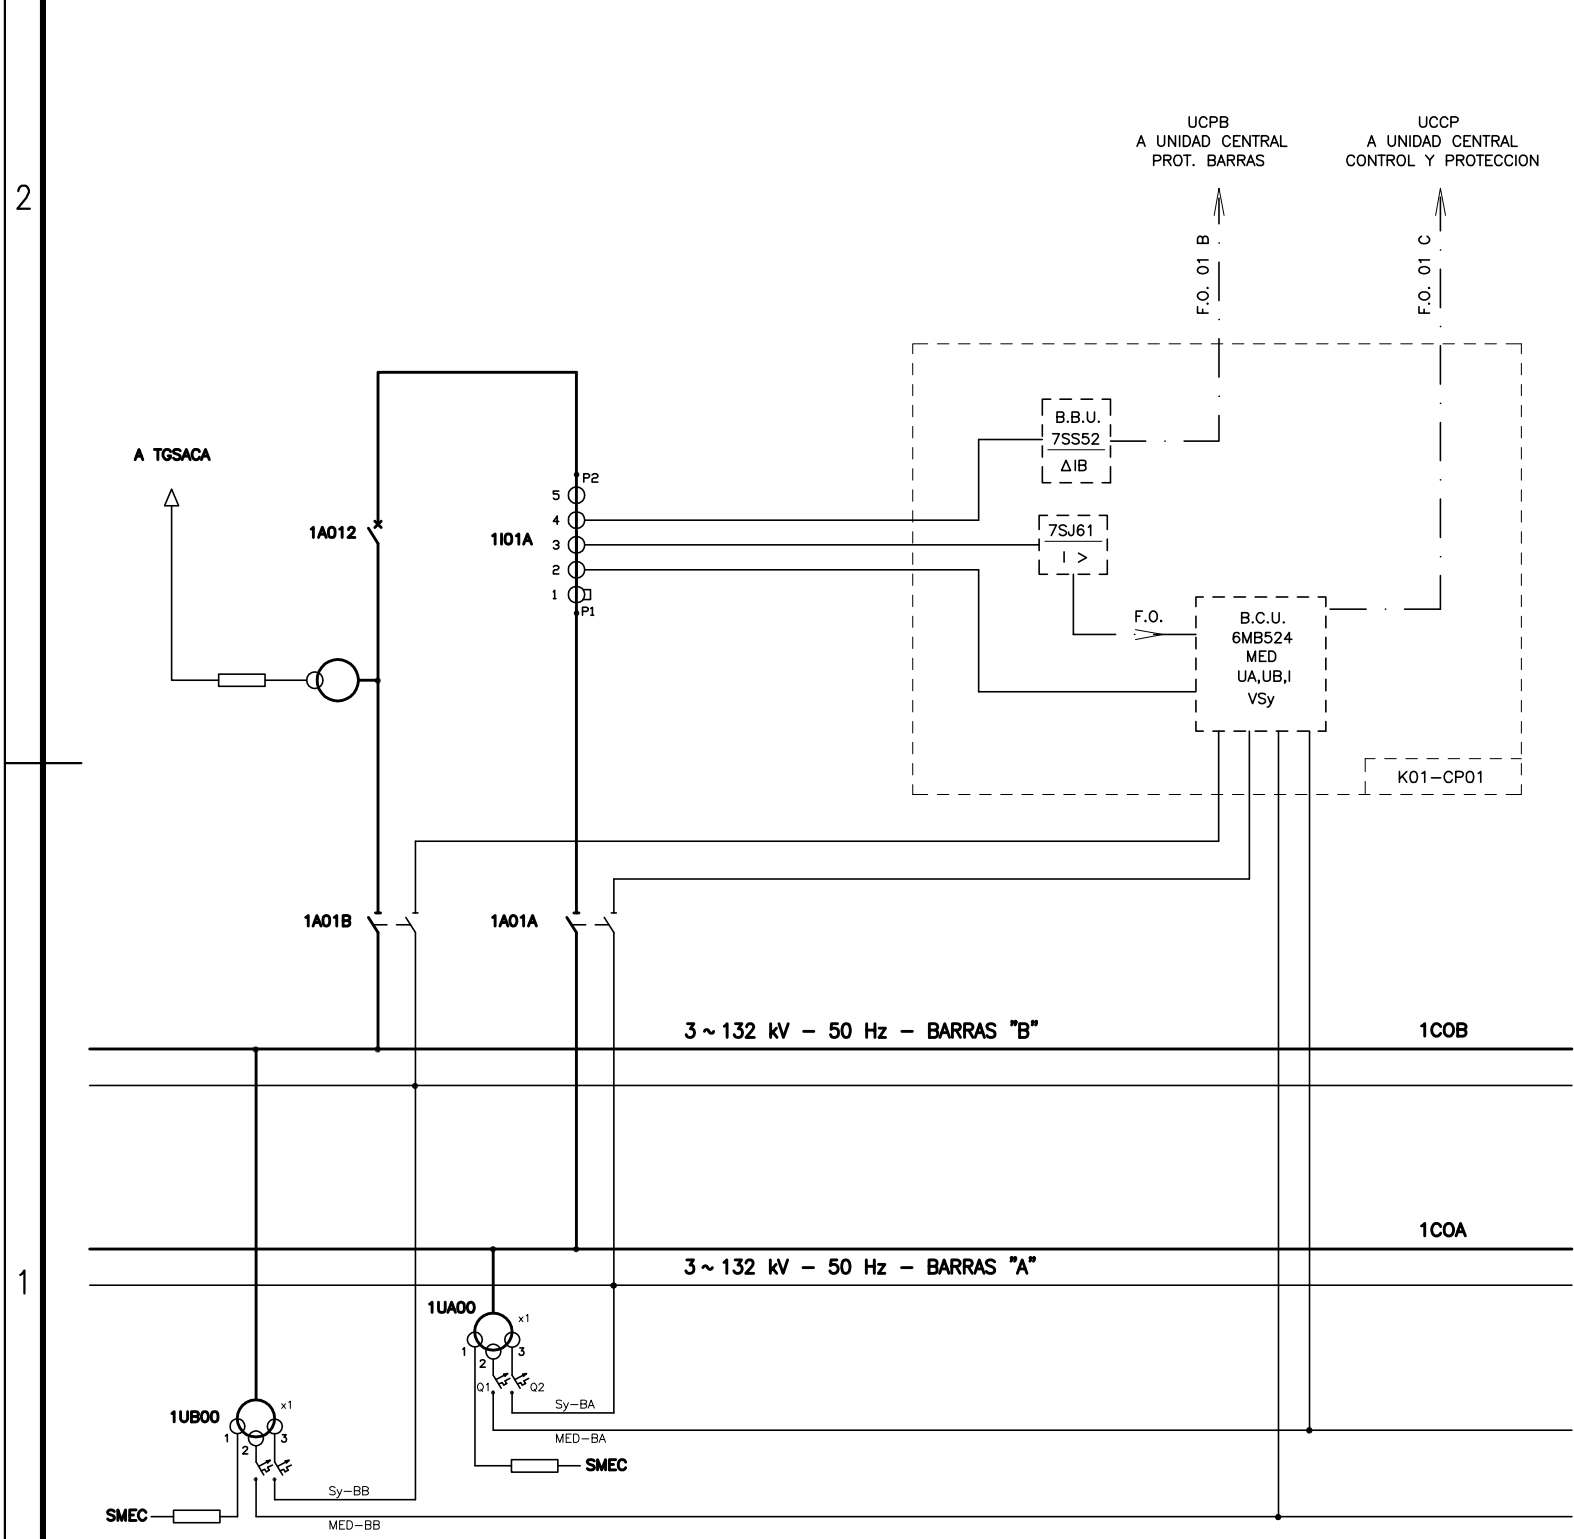 UCPB
A UNIDAD CENTRAL
PROT. BARRAS
UCCP
A UNIDAD CENTRAL
CONTROL Y PROTECCION
2
F.O. 01 B
F.O. 01 C
B.B.U.
7SS52
ΔIB
A TGSACA
P2
5
4
3
2
1
P1
1A012
1I01A
7SJ61
I >
F.O.
B.C.U.
6MB524
MED
UA,UB,I
VSy
K01-CP01
1A01B
1A01A
3 ~ 132 kV - 50 Hz - BARRAS "B"
1COB
1COA
3 ~ 132 kV - 50 Hz - BARRAS "A"
1
1UA00
x1
1
2
3
Q1
Q2
Sy-BA
MED-BA
SMEC
1UB00
x1
1
2
3
Sy-BB
SMEC
MED-BB